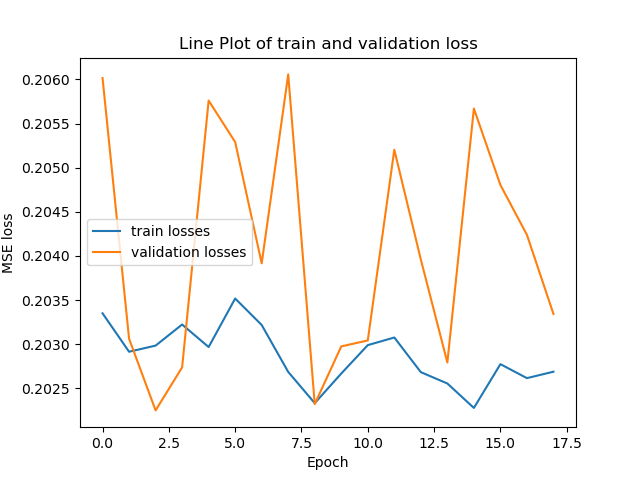 Line Plot of train and validation loss
0.2060
0.2055
0.2050
0.2045
0.2040
0.2035
0.2030
0.2025
MSE loss
train losses
validation losses
0.0 2.5 5.0 7.5 10.0 12.5 15.0 17.5
Epoch